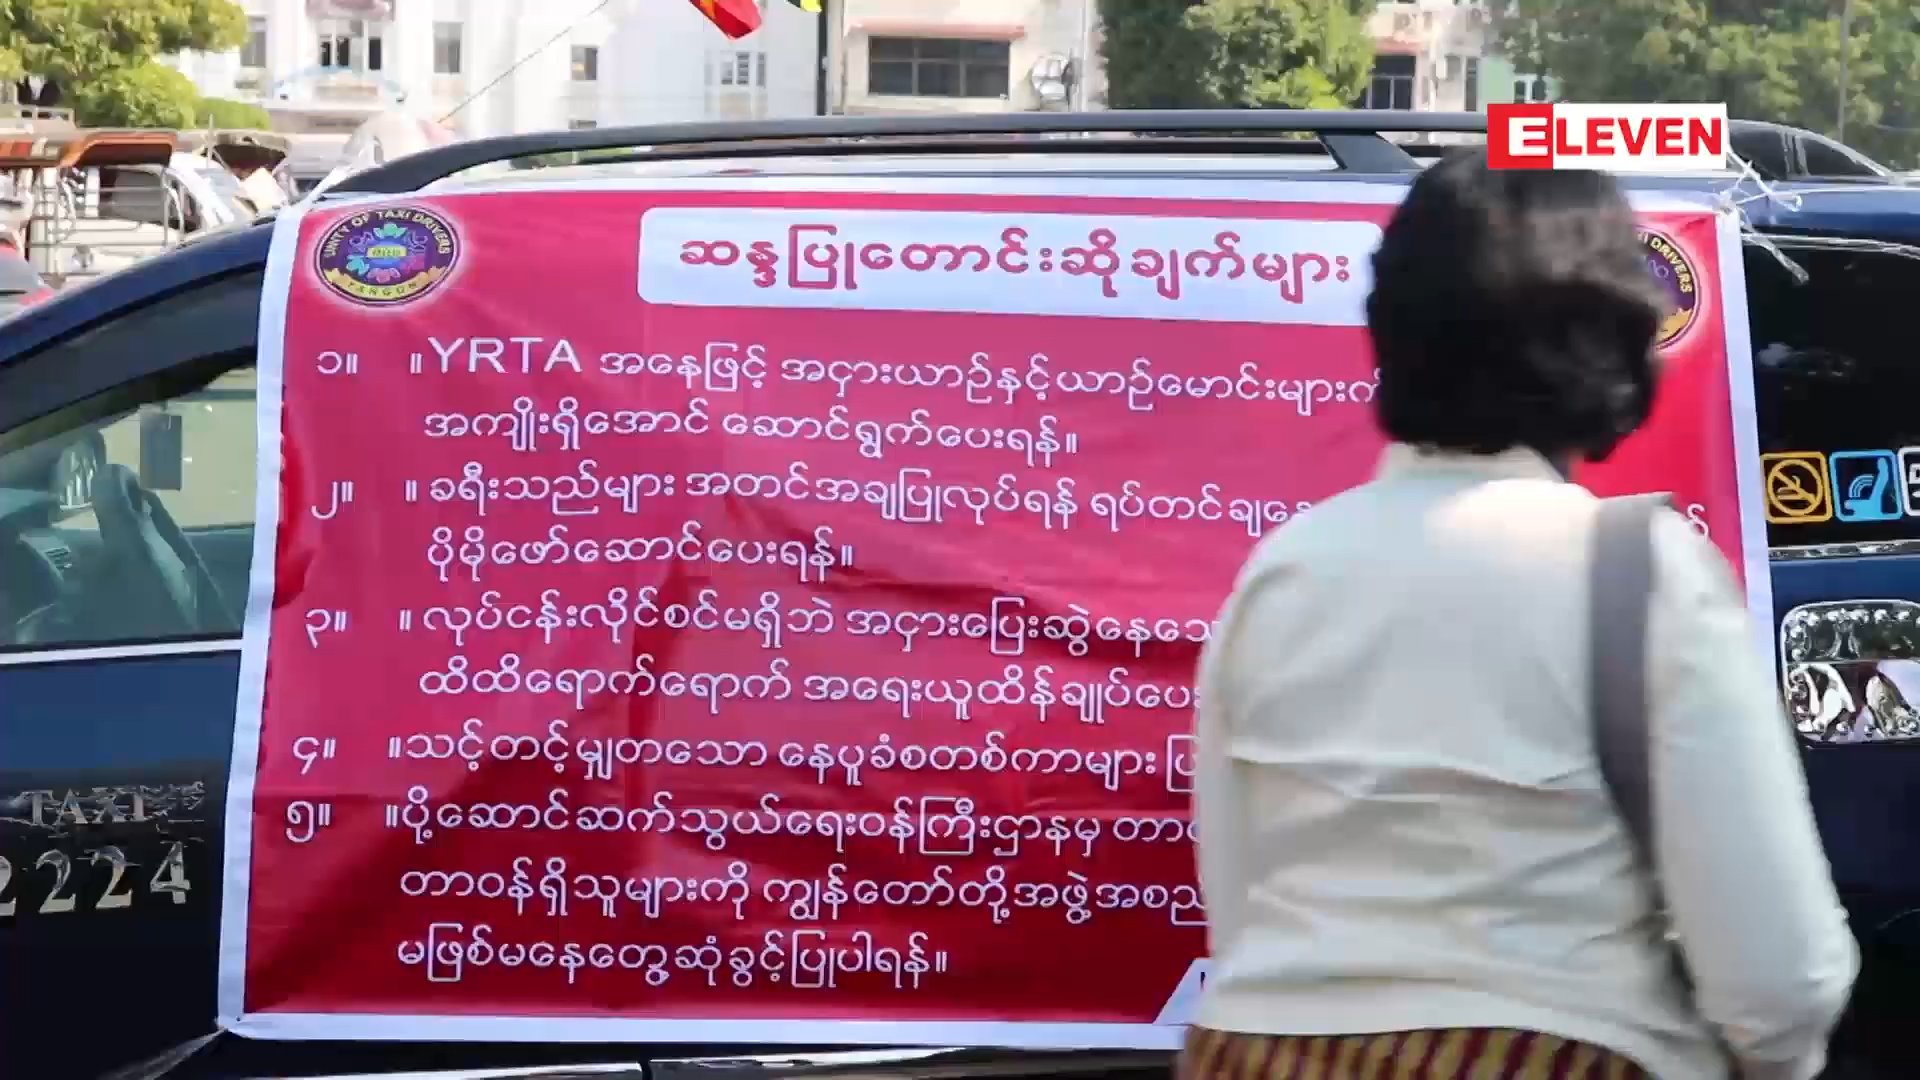 ELEVEN
UNITY OF TAXI DRIVERS
YANGON
ဆန္ဒပြုတောင်းဆိုချက်များ
TAXI DRIVERS
၁။ ။YRTA အနေဖြင့် အငှားယာဉ်နှင့်ယာဉ်မောင်းများ
အကျိုးရှိအောင် ဆောင်ရွက်ပေးရန်။
၂။ ။ ခရီးသည်များ အတင်အချပြုလုပ်ရန် ရပ်တင်ချ
ပိုမိုဖော်ဆောင်ပေးရန်။
၃။ ။ လုပ်ငန်းလိုင်စင်မရှိဘဲ အငှားပြေးဆွဲနေ
ထိထိရောက်ရောက် အရေးယူထိန်ချုပ်ပေး
၄။ ။သင့်တင့်မျှတသော နေပူခံစတစ်ကာများ
၅။ ။ပို့ဆောင်ဆက်သွယ်ရေးဝန်ကြီးဌာနမှ
တာဝန်ရှိသူများကို ကျွန်တော်တို့အဖွဲ့အစည်
မဖြစ်မနေတွေ့ဆုံခွင့်ပြုပါရန်။
TAXI
2224